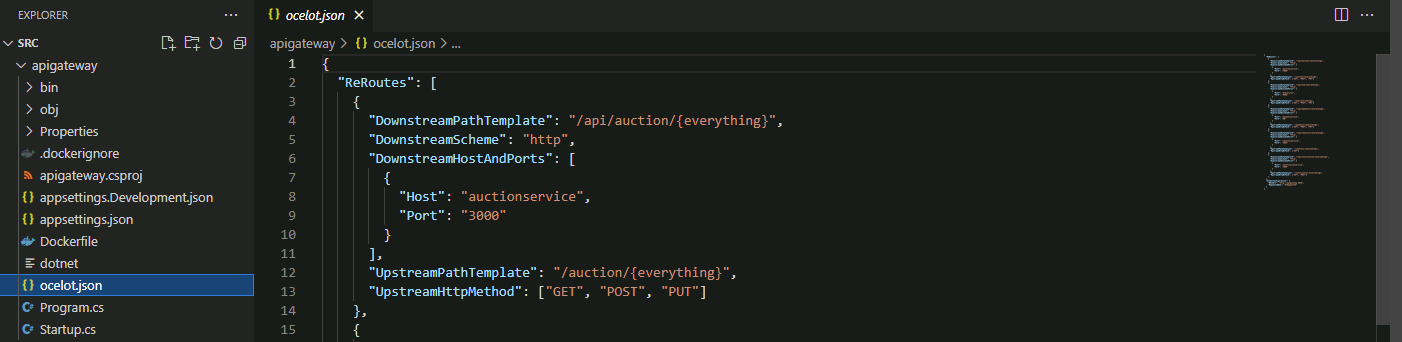 EXPLORER
SRC
apigateway
bin
obj
Properties
.dockerignore
apigateway.csproj
appsettings.Development.json
appsettings.json
Dockerfile
dotnet
ocelot.json
Program.cs
Startup.cs
ocelot.json
apigateway > ocelot.json > ...
1 {
2 "ReRoutes": [
3 {
4 "DownstreamPathTemplate": "/api/auction/{everything}",
5 "DownstreamScheme": "http",
6 "DownstreamHostAndPorts": [
7 {
8 "Host": "auctionservice",
9 "Port": "3000"
10 }
11 ],
12 "UpstreamPathTemplate": "/auction/{everything}",
13 "UpstreamHttpMethod": ["GET", "POST", "PUT"]
14 },
15 {